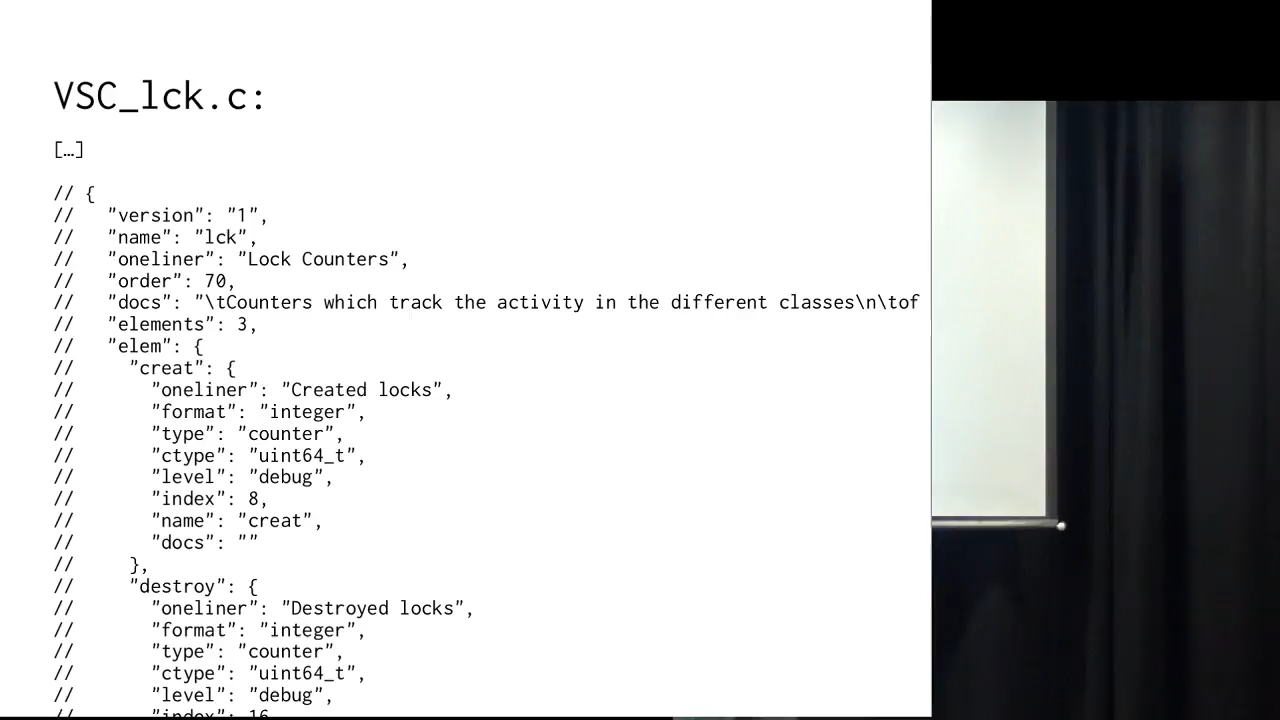 VSC_lck.c:
[…]
// {
//   "version": "1",
//   "name": "lck",
//   "oneliner": "Lock Counters",
//   "order": 70,
//   "docs": "\tCounters which track the activity in the different classes\n\tof
//   "elements": 3,
//   "elem": {
//     "creat": {
//       "oneliner": "Created locks",
//       "format": "integer",
//       "type": "counter",
//       "ctype": "uint64_t",
//       "level": "debug",
//       "index": 8,
//       "name": "creat",
//       "docs": ""
//     },
//     "destroy": {
//       "oneliner": "Destroyed locks",
//       "format": "integer",
//       "type": "counter",
//       "ctype": "uint64_t",
//       "level": "debug",
//       "index": 16